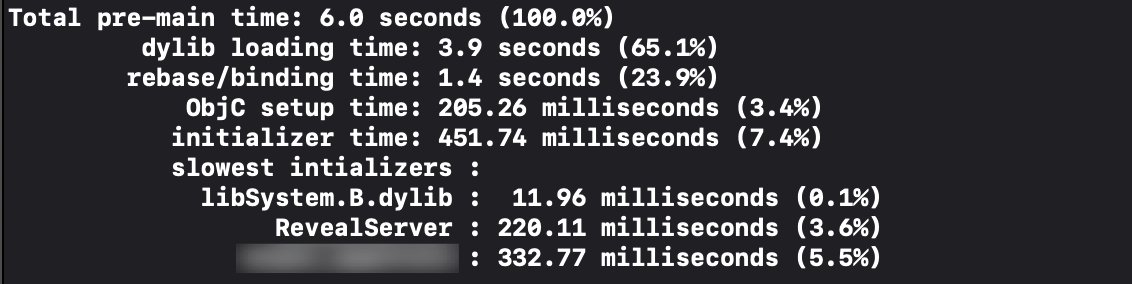 Total pre-main time: 6.0 seconds (100.0%)
dylib loading time: 3.9 seconds (65.1%)
rebase/binding time: 1.4 seconds (23.9%)
ObjC setup time: 205.26 milliseconds (3.4%)
initializer time: 451.74 milliseconds (7.4%)
slowest intializers :
libSystem.B.dylib : 11.96 milliseconds (0.1%)
RevealServer : 220.11 milliseconds (3.6%)
: 332.77 milliseconds (5.5%)